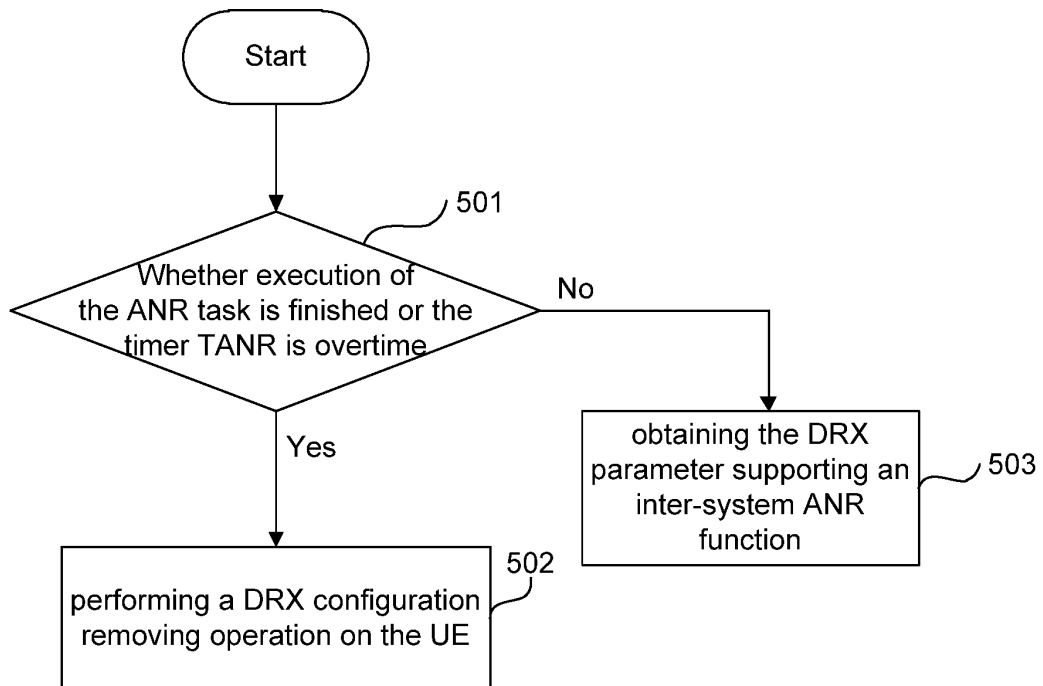 Start
501
Whether execution of
the ANR task is finished or the
timer TANR is overtime
No
Yes
obtaining the DRX
parameter supporting an
inter-system ANR
function
503
502
performing a DRX configuration
removing operation on the UE